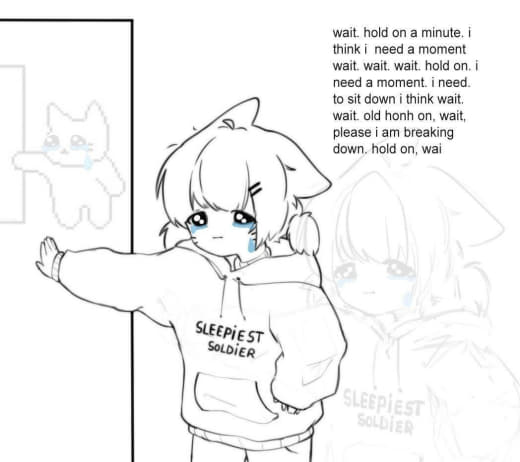 wait. hold on a minute. i
think i need a moment
wait. wait. wait. hold on. i
need a moment. i need.
to sit down i think wait.
wait. old honh on, wait,
please i am breaking
down. hold on, wai
SLEEPiEST
SOLDiER
SLEEPiEST
SOLDiER